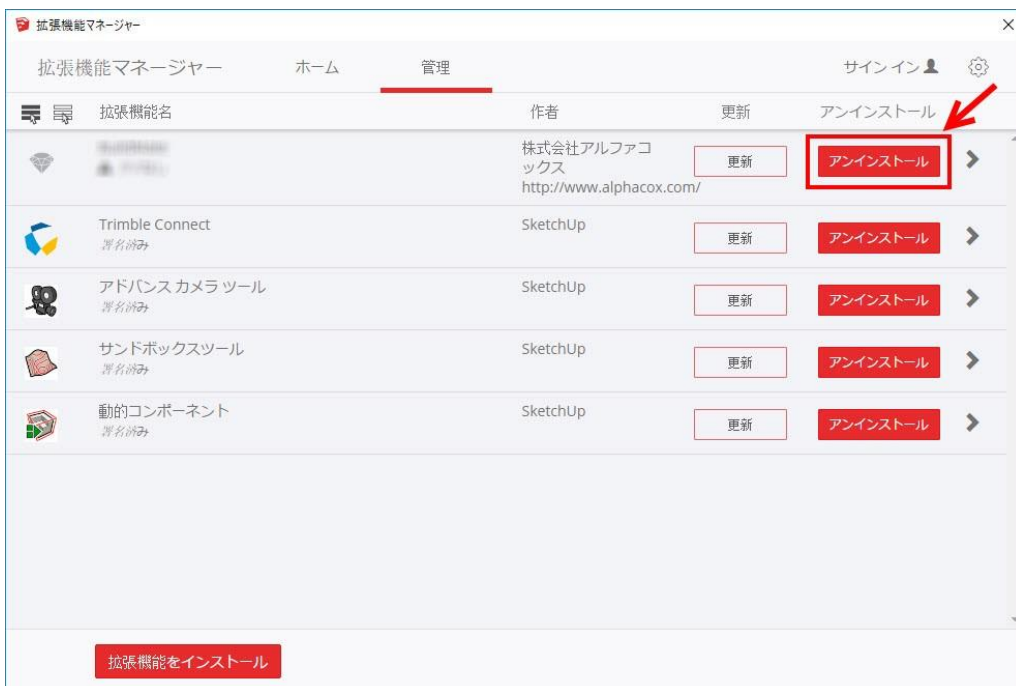 拡張機能マネージャー
拡張機能マネージャー ホーム 管理 サイン イン
拡張機能名 作者 更新 アンインストール
株式会社アルファコ
ックス
http://www.alphacox.com/
更新 アンインストール
Trimble Connect SketchUp
署名済み
更新 アンインストール
アドバンス カメラ ツール SketchUp
署名済み
更新 アンインストール
サンドボックスツール SketchUp
署名済み
更新 アンインストール
動的コンポーネント SketchUp
署名済み
更新 アンインストール
拡張機能をインストール